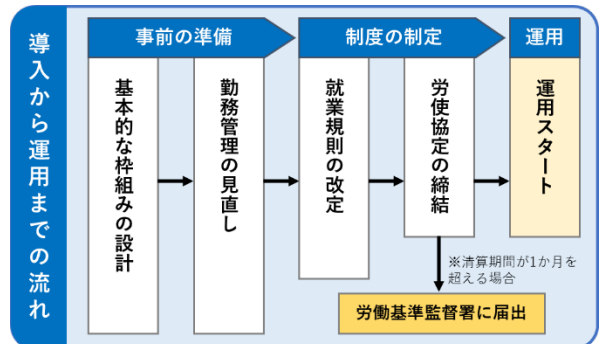 導入から運用までの流れ
事前の準備
制度の制定
運用
基本的な枠組みの設計
勤務管理の見直し
就業規則の改定
労使協定の締結
運用スタート
※清算期間が1か月を
超える場合
労働基準監督署に届出